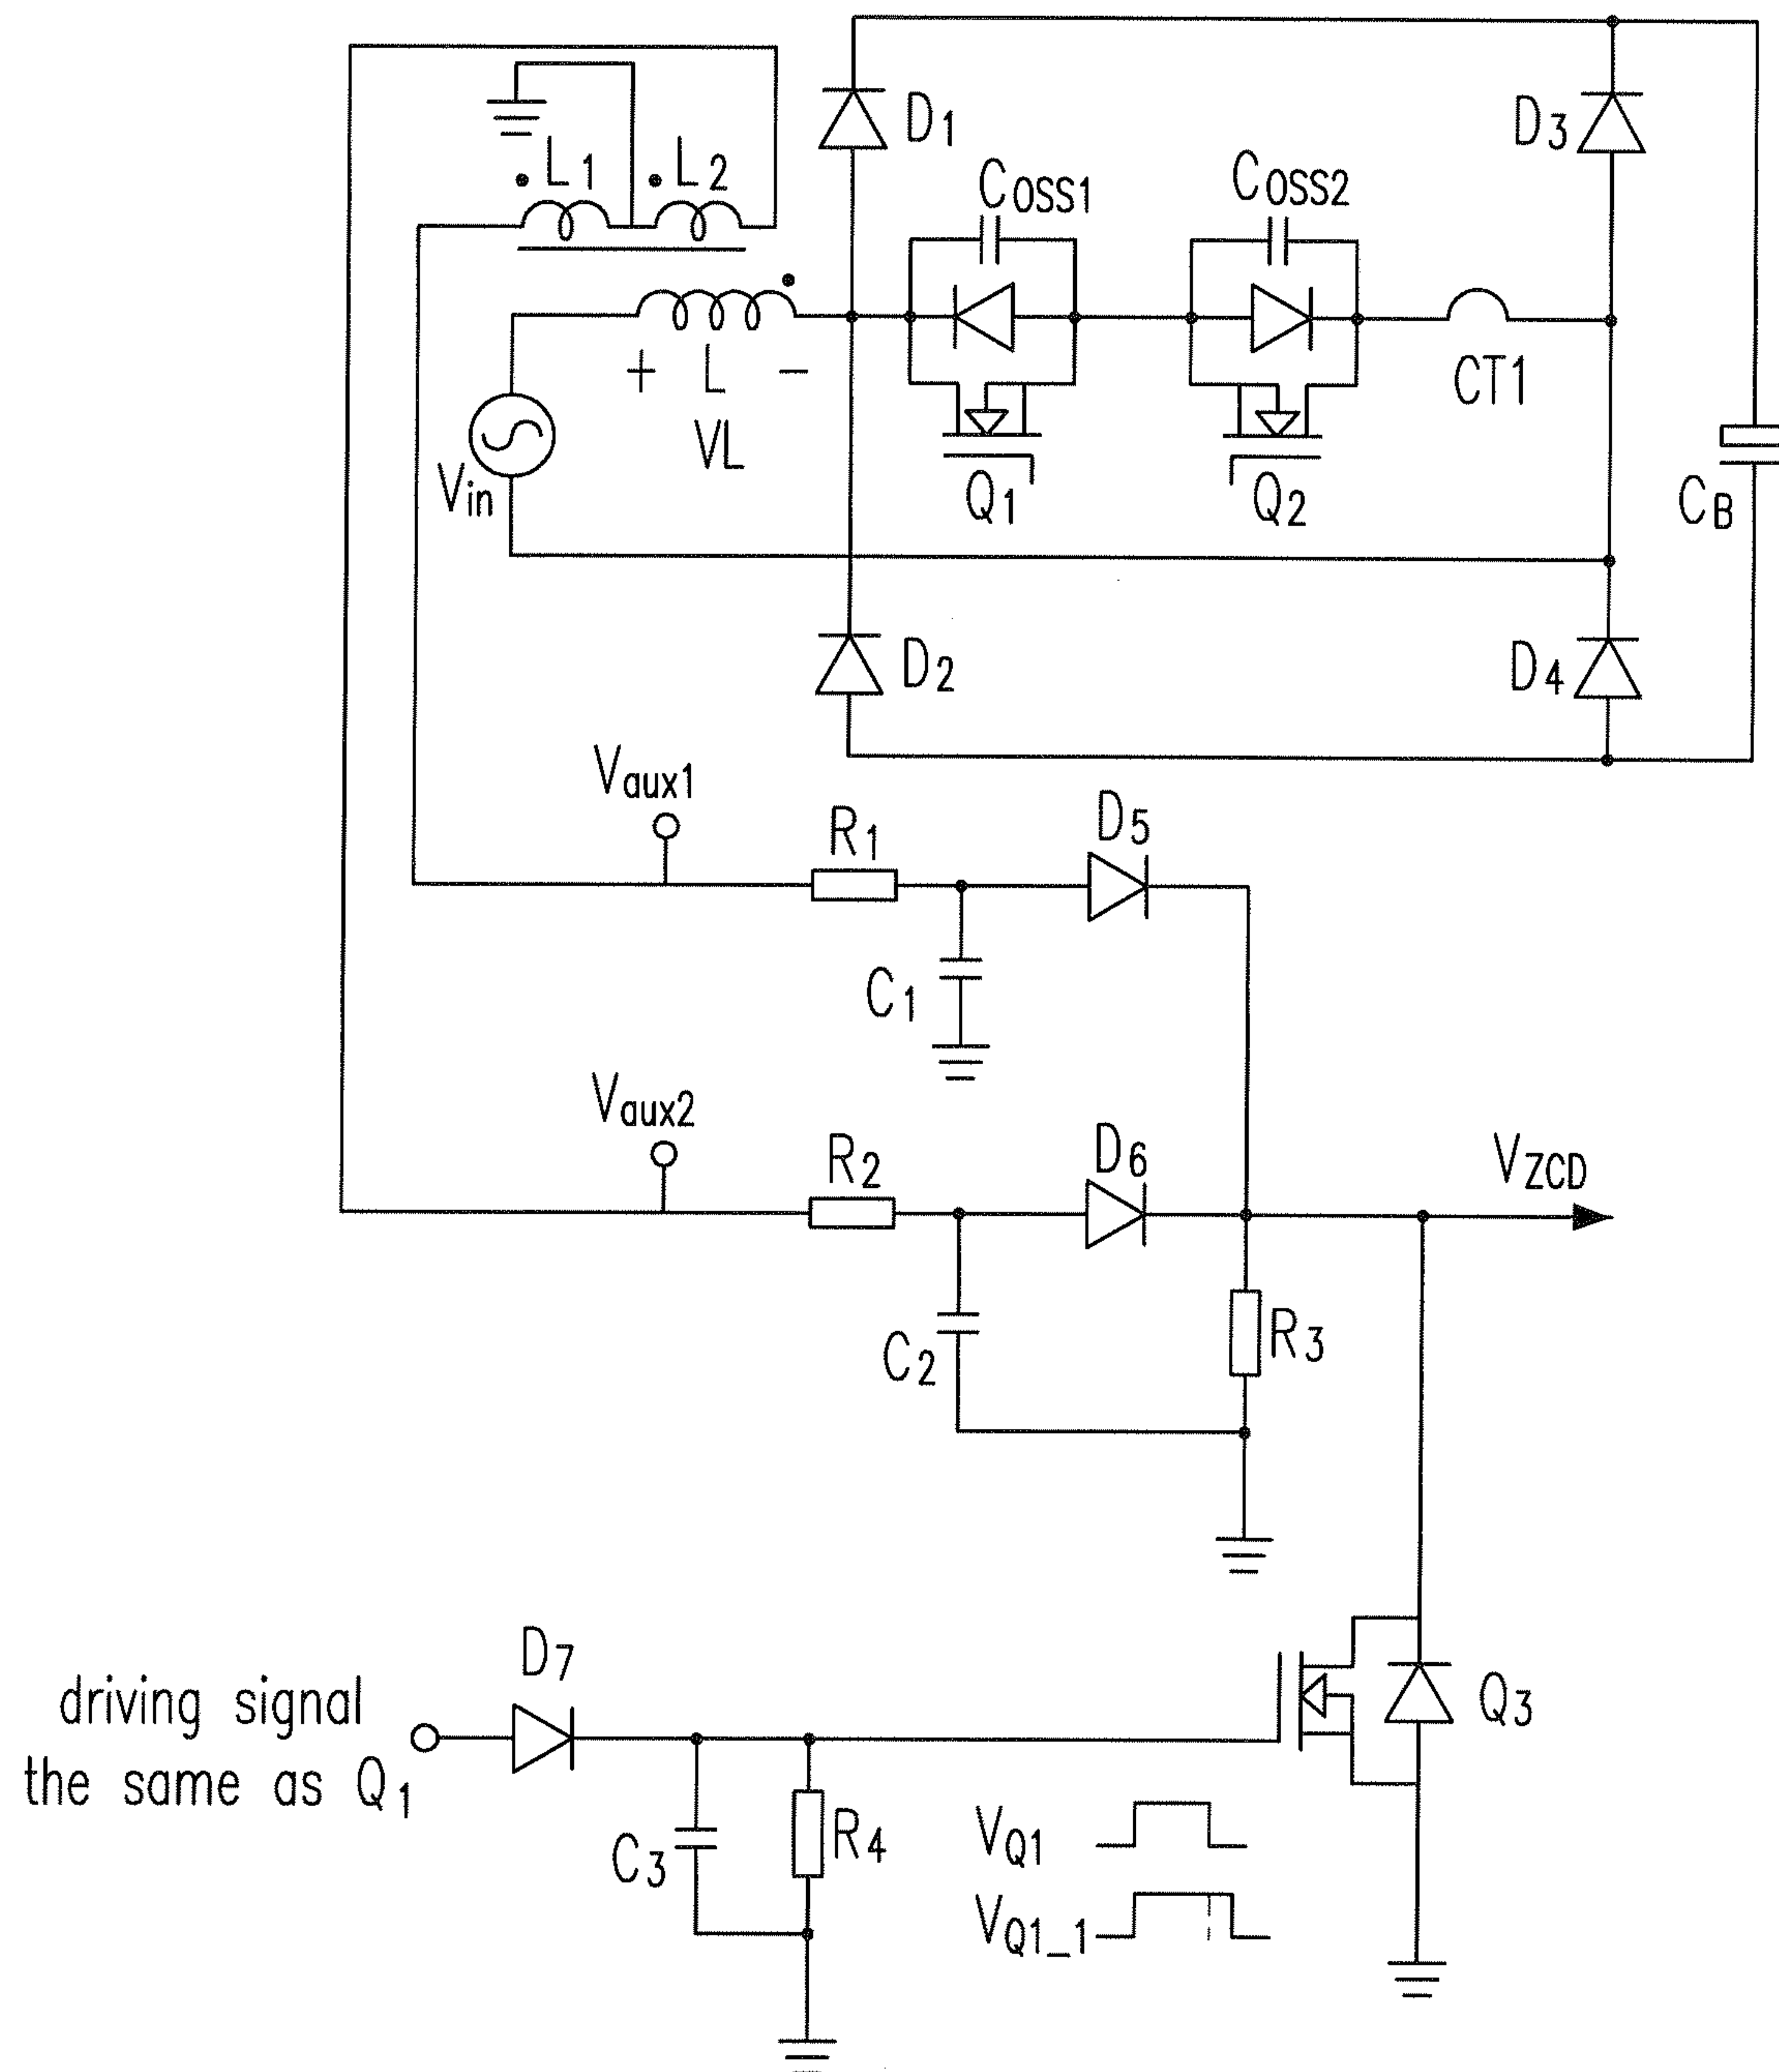 D1
D3
L1 L2
COSS1
COSS2
+ L -
VL
CT1
Vin
Q1
Q2
CB
D2
D4
Vaux1
R1
D5
C1
Vaux2
R2
D6
VZCD
C2
R3
D7
driving signal
the same as Q1
Q3
C3
R4
VQ1
VQ1_1